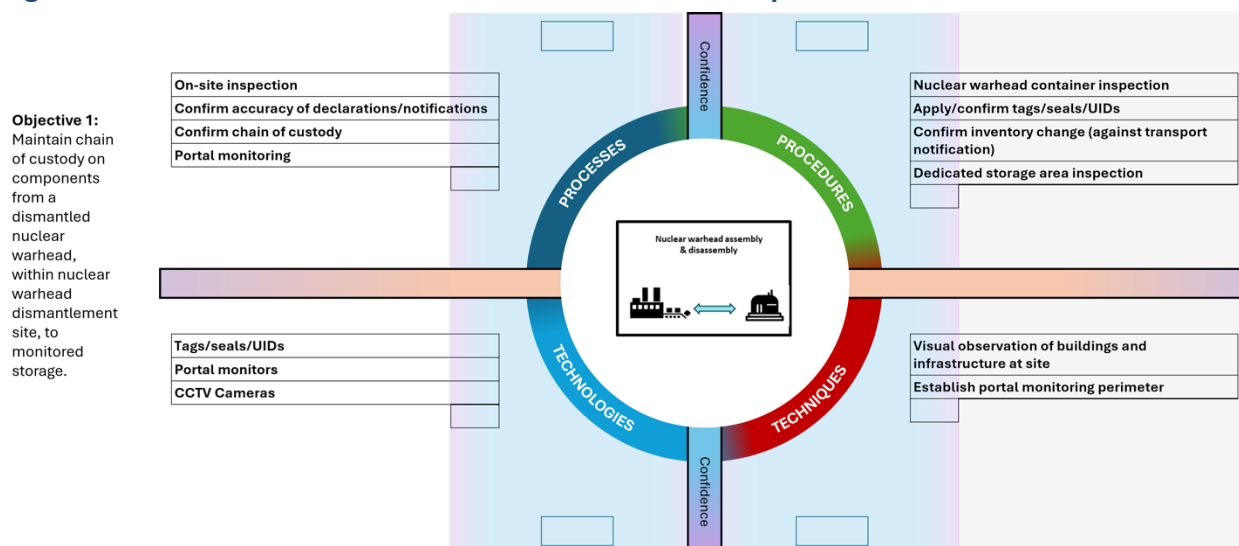 Objective 1:
Maintain chain
of custody on
components
from a
dismantled
nuclear
warhead,
within nuclear
warhead
dismantlement
site, to
monitored
storage.
On-site inspection
Confirm accuracy of declarations/notifications
Confirm chain of custody
Portal monitoring
Confidence
Nuclear warhead container inspection
Apply/confirm tags/seals/UIDs
Confirm inventory change (against transport
notification)
Dedicated storage area inspection
PROCESSES
PROCEDURES
Nuclear warhead assembly
& disassembly
Tags/seals/UIDs
Portal monitors
CCTV Cameras
TECHNOLOGIES
TECHNIQUES
Visual observation of buildings and
infrastructure at site
Establish portal monitoring perimeter
Confidence